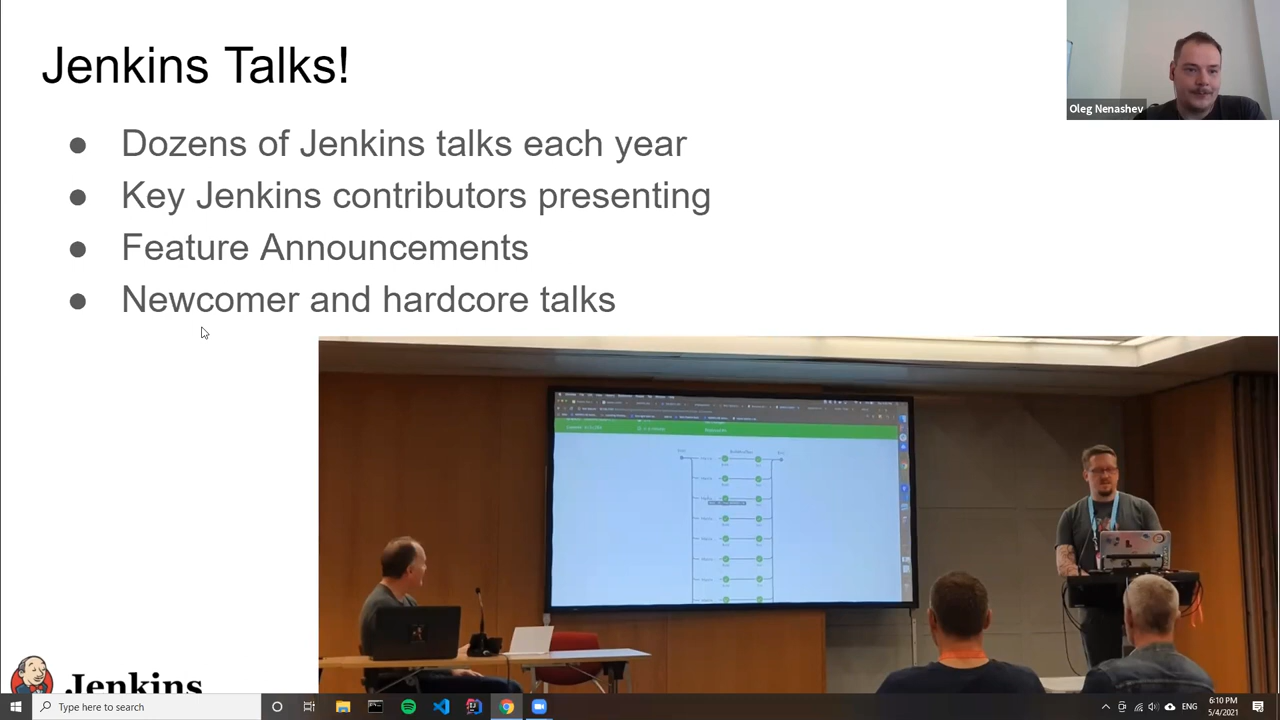 Jenkins Talks!
Oleg Nenashev
● Dozens of Jenkins talks each year
● Key Jenkins contributors presenting
● Feature Announcements
● Newcomer and hardcore talks
Jenkins
Type here to search
ENG
6:10 PM
5/4/2021